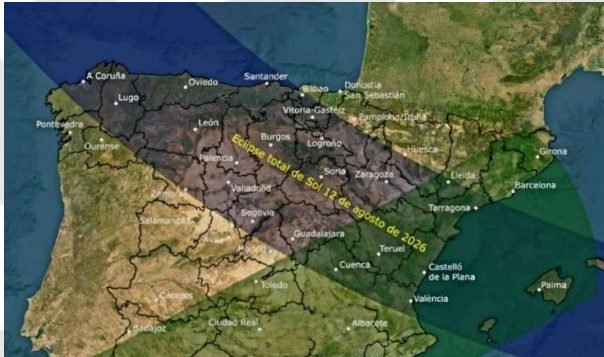 A Coruña
Oviedo
Santander
Bilbao
Donostia
San Sebastián
Lugo
Vitoria-Gasteiz
Pamplona/Iruña
León
Pontevedra
Ourense
Burgos
Logroño
Huesca
Girona
Palencia
Eclipse total de Sol 12 de agosto de 2026
Soria
Zaragoza
Lleida
Barcelona
Zamora
Valladolid
Tarragona
Salamanca
Segovia
Ávila
Guadalajara
Madrid
Teruel
Cuenca
Castelló
de la Plana
Toledo
Palma
Cáceres
València
Badajoz
Ciudad Real
Albacete